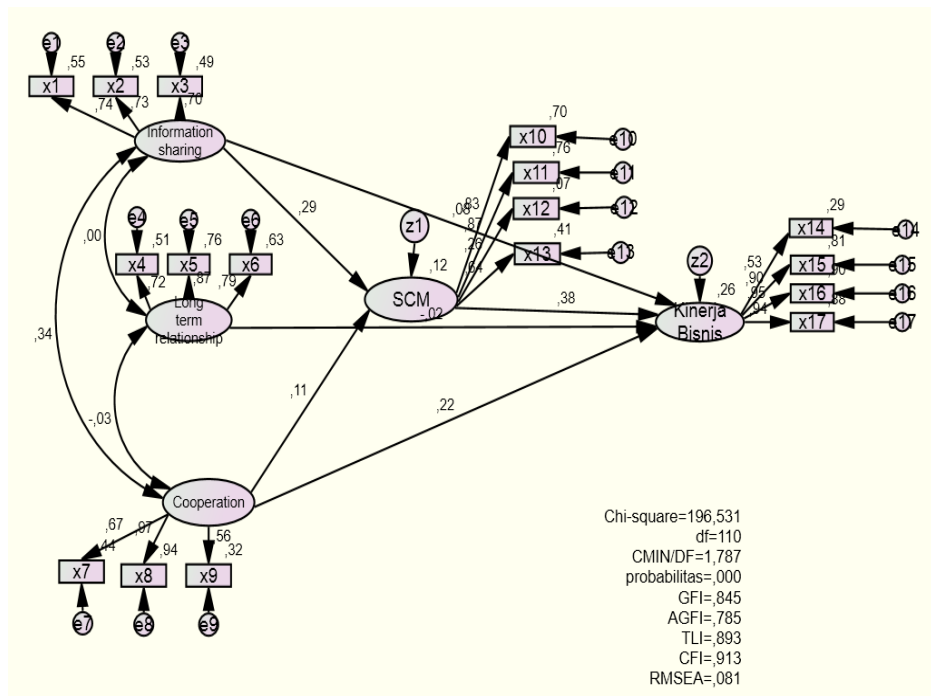 e1
e2
e3
,55
,53
,49
x1
x2
x3
,74
,73
,70
Information
sharing
,00
,34
-,03
e4
e5
e6
,51
,76
,63
x4
x5
x6
,72
,87
,79
Long
term
relationship
,29
z1
,12
SCM
-,02
,08
,70
x10
e10
,76
x11
e11
,07
x12
e12
,41
x13
e13
,83
,87
,26
,64
,38
z2
,26
Kinerja
Bisnis
,29
x14
e14
,81
x15
e15
,90
x16
e16
,88
x17
e17
,53
,90
,95
,94
,11
,22
Cooperation
,67
,97
,56
,44
,94
,32
x7
x8
x9
e7
e8
e9
Chi-square=196,531
df=110
CMIN/DF=1,787
probabilitas=,000
GFI=,845
AGFI=,785
TLI=,893
CFI=,913
RMSEA=,081